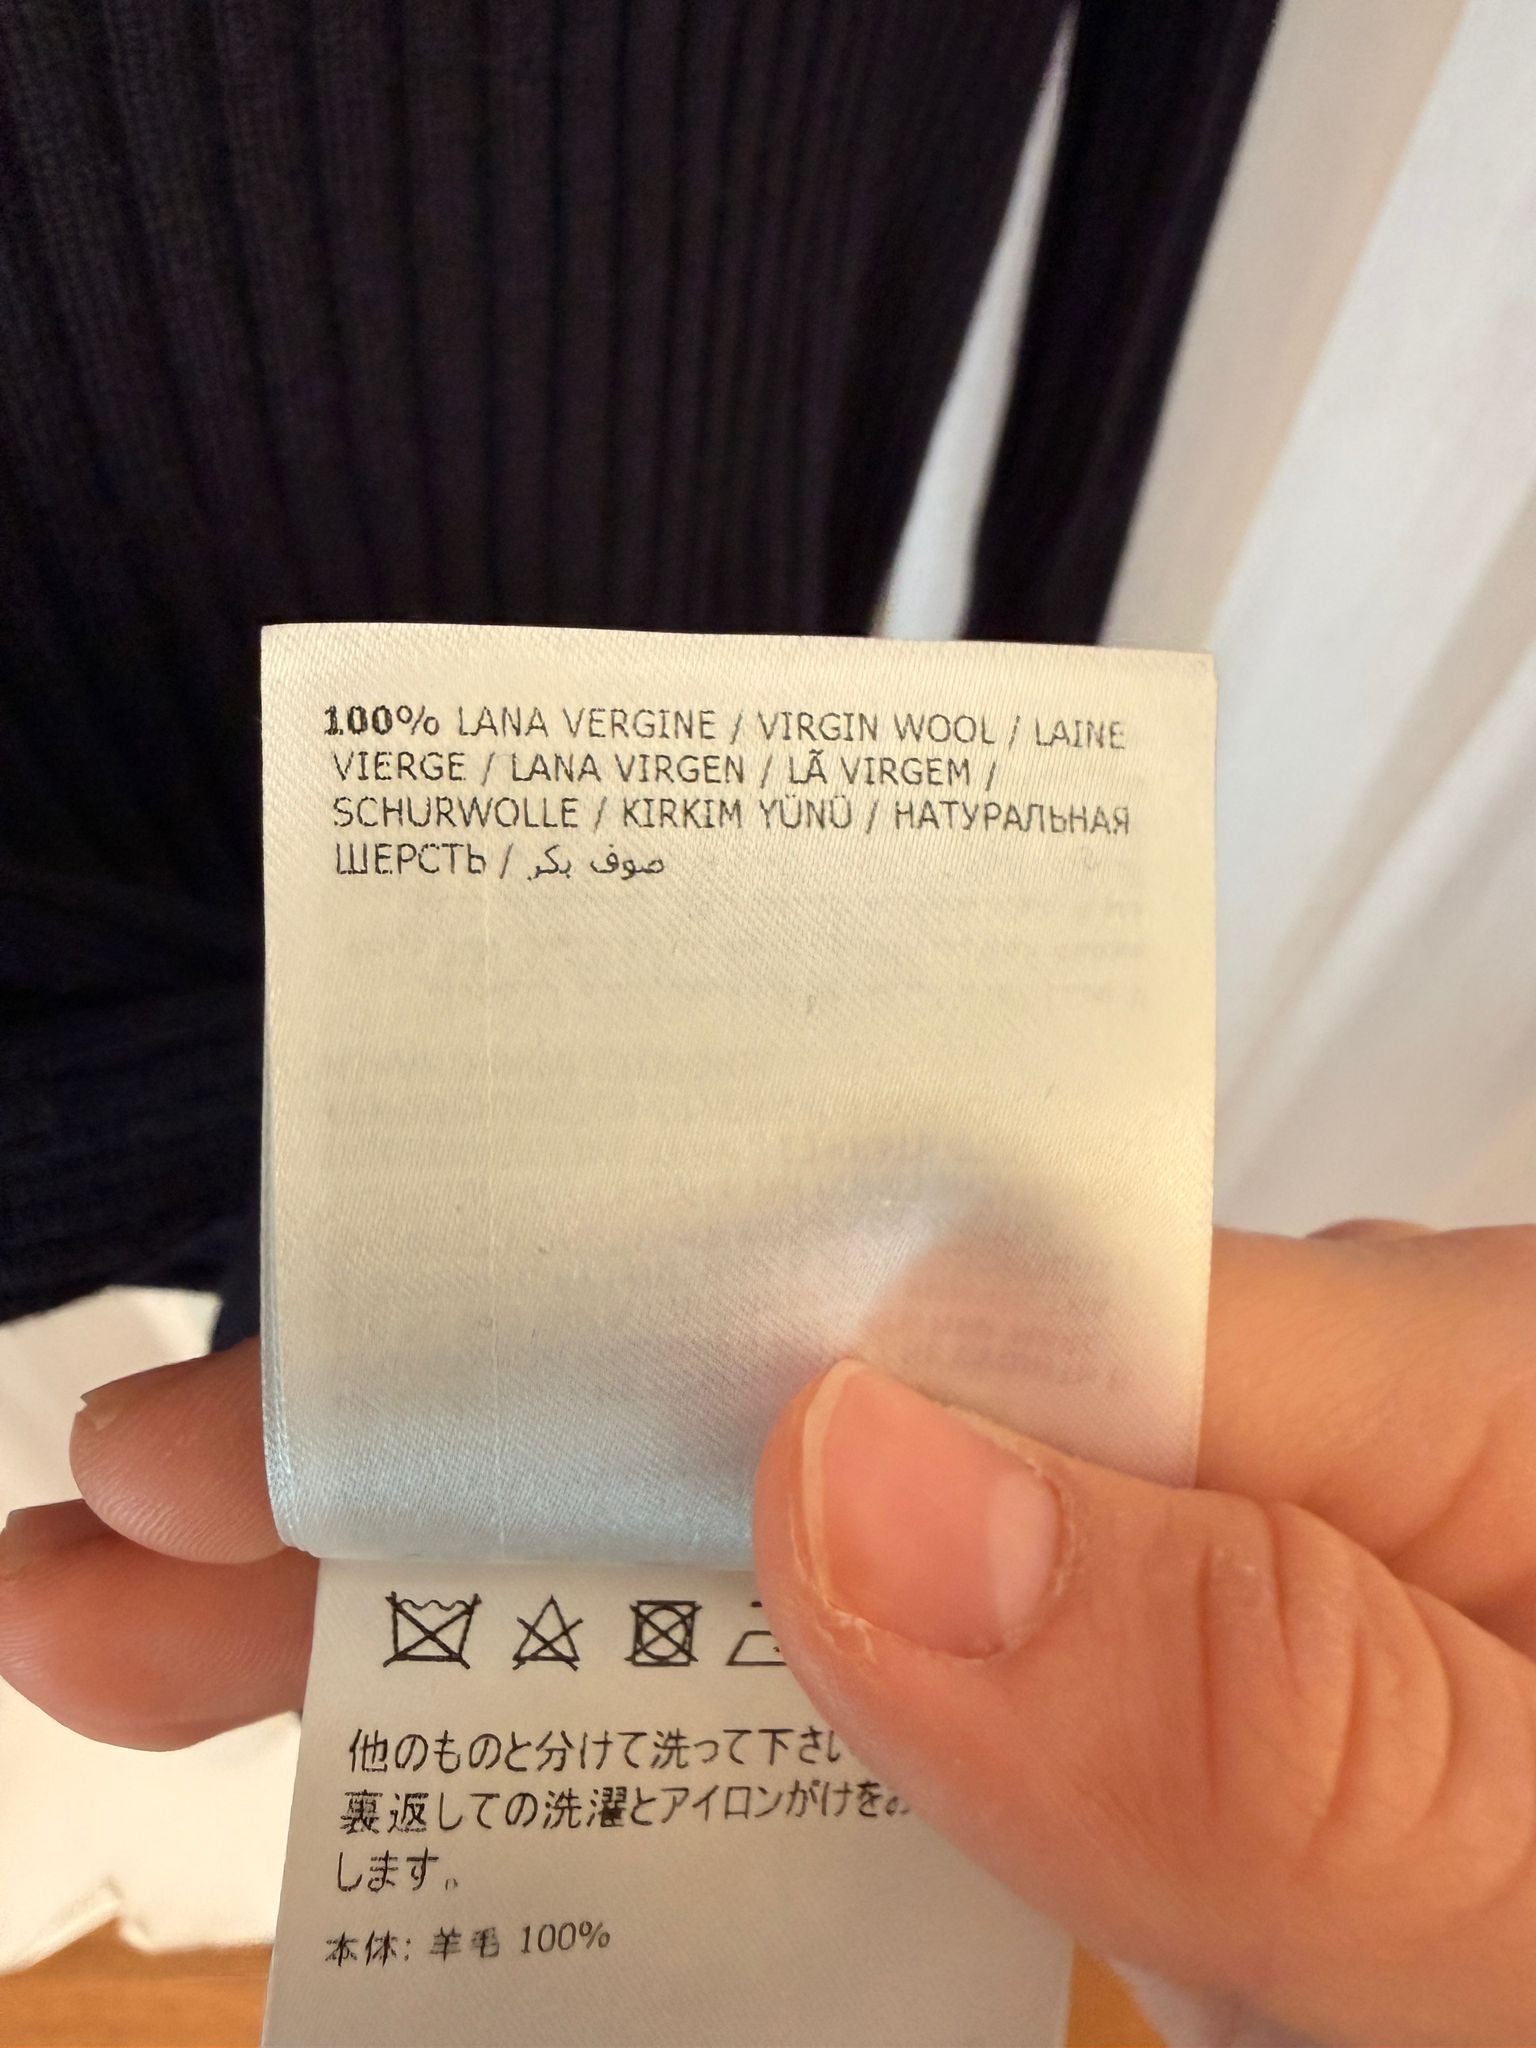 100% LANA VERGINE / VIRGIN WOOL / LAINE
VIERGE / LANA VIRGEN / LÃ VIRGEM /
SCHURWOLLE / KIRKIM YÜNÜ / НАТУРАЛЬНАЯ
ШЕРСТЬ / صوف بكر
他のものと分けて洗って下さい
裏返しての洗濯とアイロンがけをお
します。
本体: 羊毛 100%